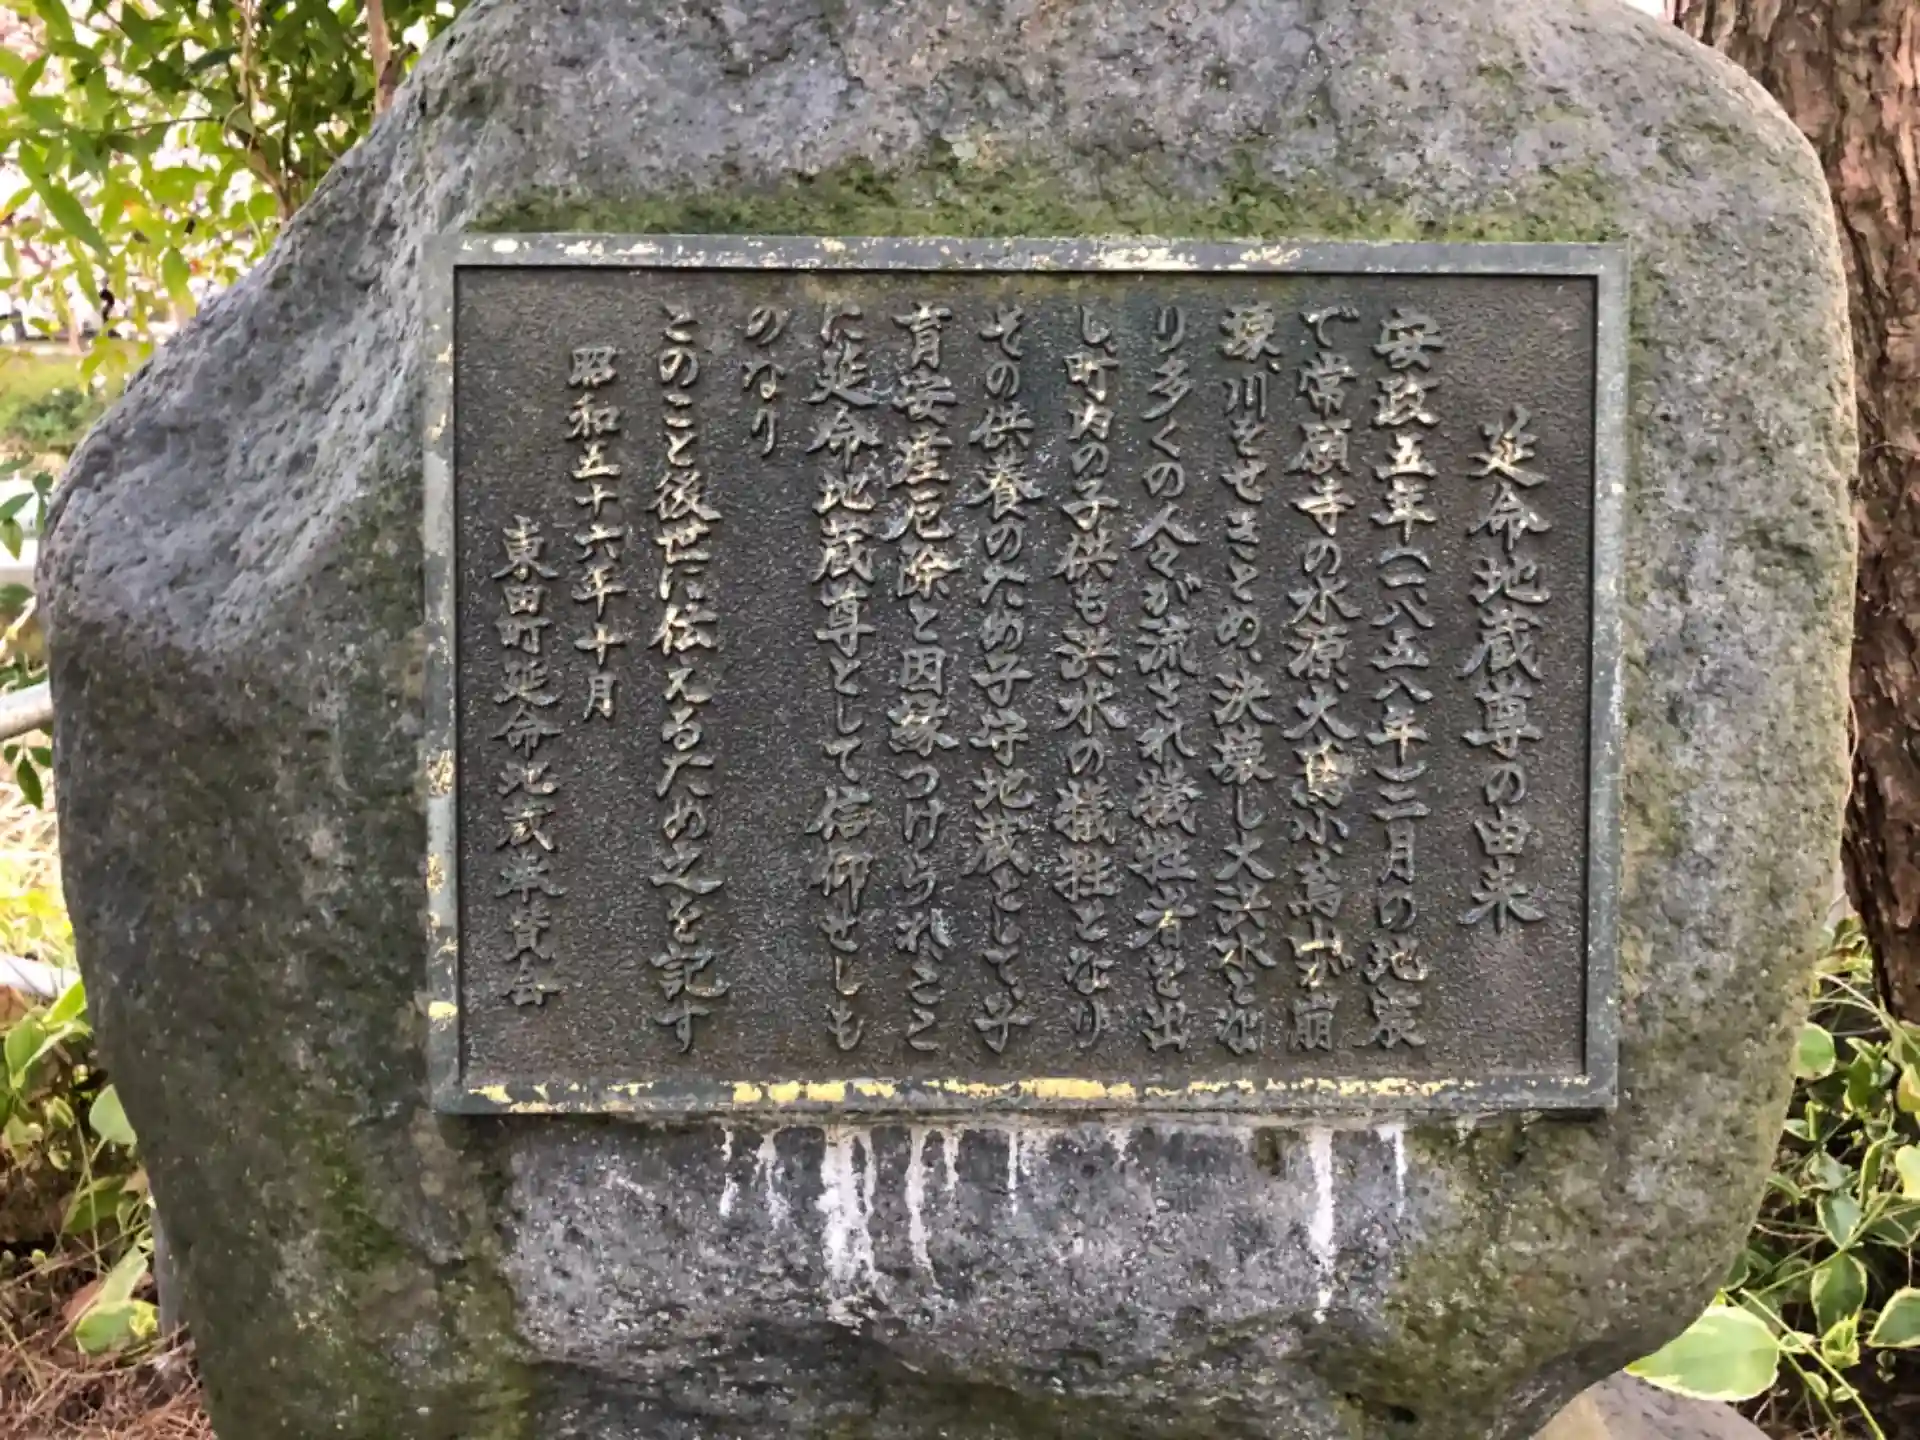 延命地蔵尊の由来
安政五年(一八五八年)二月の地震
で常願寺の水源大鳶小鳶山が崩
壊、川をせきとめ、決壊し大洪水と な
り多くの人々が流され犠牲者を出
し町内の子供も洪水の犠牲となり
その供養のため子守地蔵として子
育安産厄除と因縁つけられここ
に延命地蔵尊として信仰せしも
のなり
このこと後世に伝えるため之を記す
昭和五十六年十月
東田町延命地蔵奉賛会